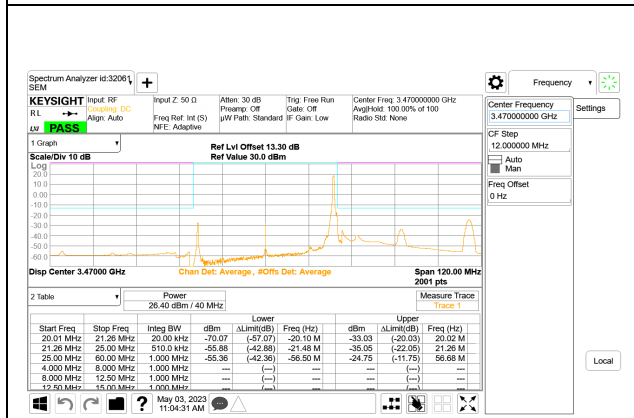 Spectrum Analyzer id:32061
SEM
Frequency
KEYSIGHT
R L
PASS
Input: RF
Coupling: DC
Align: Auto
Input Z: 50 Ω
Freq Ref: Int (S)
NFE: Adaptive
Atten: 30 dB
Preamp: Off
µW Path: Standard
Trig: Free Run
Gate: Off
IF Gain: Low
Center Freq: 3.470000000 GHz
Avg|Hold: 100.00% of 100
Radio Std: None
Center Frequency
3.470000000 GHz
Settings
CF Step
12.000000 MHz
Auto
Man
Freq Offset
0 Hz
Local
1 Graph
Scale/Div 10 dB
Ref Lvl Offset 13.30 dB
Ref Value 30.0 dBm
Log
20.0
10.0
0.00
-10.0
-20.0
-30.0
-40.0
-50.0
-60.0
Disp Center 3.47000 GHz
Chan Det: Average , #Offs Det: Average
Span 120.00 MHz
2001 pts
2 Table
Power
26.40 dBm / 40 MHz
Measure Trace
Trace 1
Lower Upper
Start Freq Stop Freq Integ BW dBm ΔLimit(dB) Freq (Hz) dBm ΔLimit(dB) Freq (Hz)
20.01 MHz 21.26 MHz 20.00 kHz -70.07 (-57.07) -20.10 M -33.03 (-20.03) 20.02 M
21.26 MHz 25.00 MHz 510.0 kHz -55.88 (-42.88) -21.48 M -35.05 (-22.05) 21.26 M
25.00 MHz 60.00 MHz 1.000 MHz -55.36 (-42.36) -56.50 M -24.75 (-11.75) 56.68 M
4.000 MHz 8.000 MHz 1.000 MHz --- (---) --- (---)
8.000 MHz 12.50 MHz 1.000 MHz --- (---) --- (---)
12.50 MHz 15.00 MHz 1.000 MHz --- (---) --- (---)
May 03, 2023
11:04:31 AM